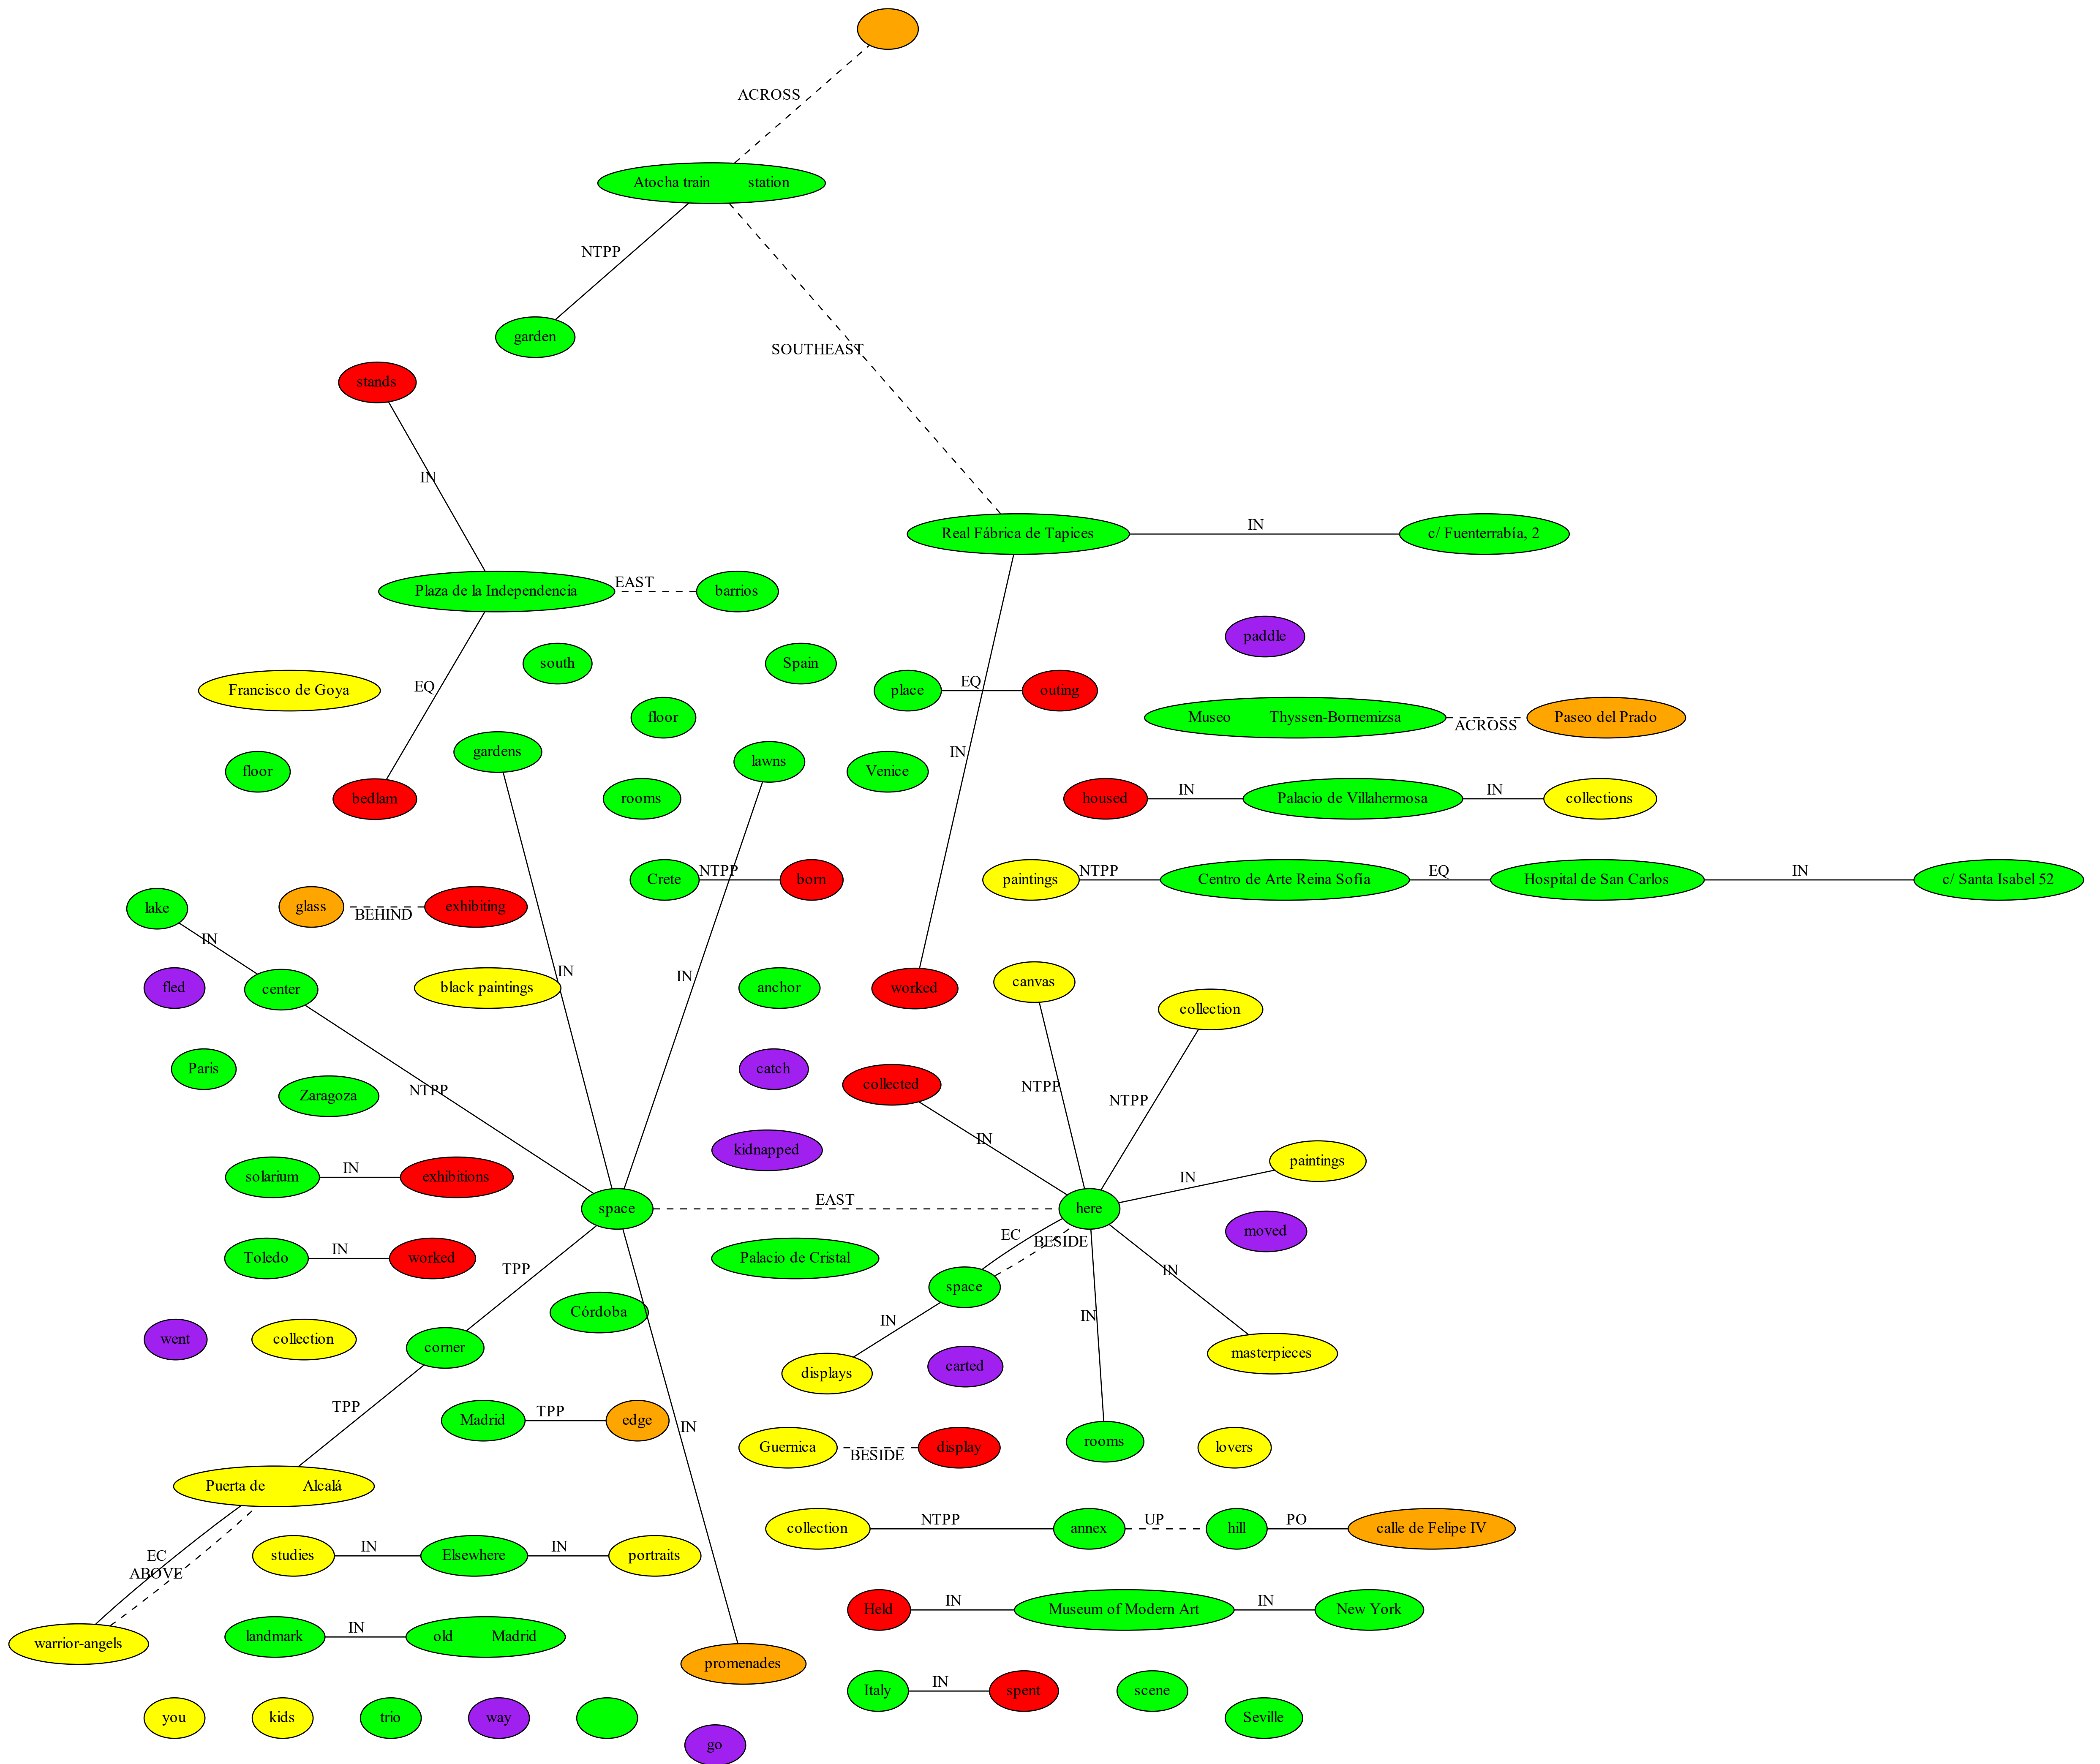 ACROSS
Atocha train station
NTPP
garden
SOUTHEAST
stands
IN
Real Fábrica de Tapices
IN
c/ Fuenterrabía, 2
Plaza de la Independencia
EAST
barrios
paddle
south
Spain
Francisco de Goya
EQ
place
EQ
outing
floor
Museo Thyssen-Bornemizsa
ACROSS
Paseo del Prado
gardens
lawns
IN
floor
Venice
bedlam
rooms
housed
IN
Palacio de Villahermosa
IN
collections
Crete
NTPP
born
paintings
NTPP
Centro de Arte Reina Sofía
EQ
Hospital de San Carlos
IN
c/ Santa Isabel 52
lake
glass
BEHIND
exhibiting
IN
IN
IN
fled
center
black paintings
anchor
worked
canvas
collection
Paris
catch
collected
NTPP
NTPP
Zaragoza
NTPP
IN
kidnapped
paintings
solarium
IN
exhibitions
IN
space
EAST
here
moved
EC
BESIDE
Toledo
IN
worked
TPP
Palacio de Cristal
space
IN
Córdoba
IN
IN
went
collection
corner
displays
carted
masterpieces
TPP
Madrid
TPP
edge
IN
Guernica
BESIDE
display
rooms
lovers
Puerta de Alcalá
collection
NTPP
annex
UP
hill
PO
calle de Felipe IV
EC
ABOVE
studies
IN
Elsewhere
IN
portraits
Held
IN
Museum of Modern Art
IN
New York
warrior-angels
landmark
IN
old Madrid
promenades
Italy
IN
spent
scene
you
kids
trio
way
Seville
go